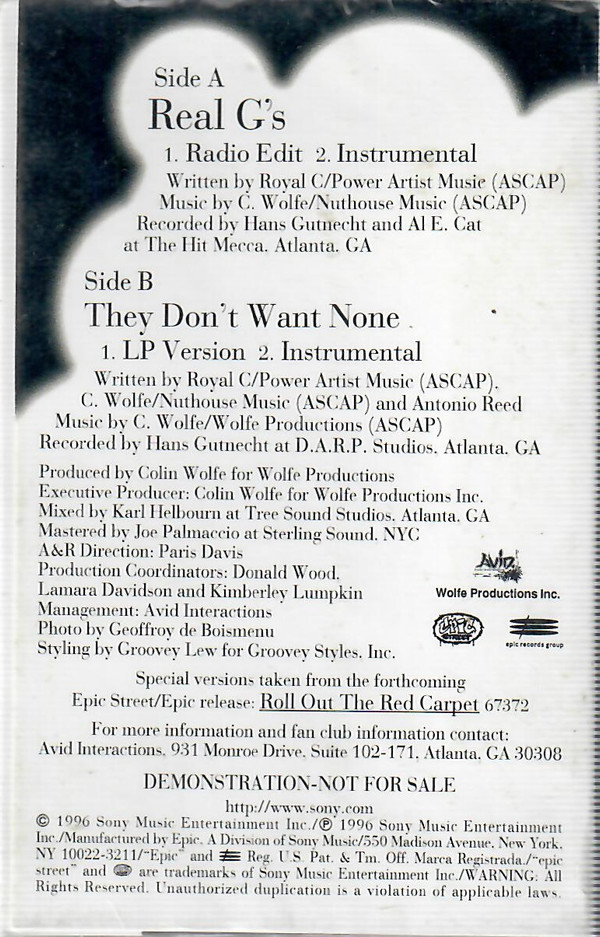 Side A
Real G's
1. Radio Edit 2. Instrumental
Written by Royal C/Power Artist Music (ASCAP)
Music by C. Wolfe/Nuthouse Music (ASCAP)
Recorded by Hans Gutnecht and Al E. Cat
at The Hit Mecca, Atlanta, GA
Side B
They Don't Want None
1. LP Version 2. Instrumental
Written by Royal C/Power Artist Music (ASCAP),
C. Wolfe/Nuthouse Music (ASCAP) and Antonio Reed
Music by C. Wolfe/Wolfe Productions (ASCAP)
Recorded by Hans Gutnecht at D.A.R.P. Studios, Atlanta, GA
Produced by Colin Wolfe for Wolfe Productions
Executive Producer: Colin Wolfe for Wolfe Productions Inc.
Mixed by Karl Helbourn at Tree Sound Studios, Atlanta, GA
Mastered by Joe Palmaccio at Sterling Sound, NYC
A&R Direction: Paris Davis
Production Coordinators: Donald Wood,
Lamara Davidson and Kimberley Lumpkin
Management: Avid Interactions
Photo by Geoffroy de Boismenu
Styling by Groovey Lew for Groovey Styles, Inc.
AVID
Wolfe Productions Inc.
epic street
epic records group
Special versions taken from the forthcoming
Epic Street/Epic release: Roll Out The Red Carpet 67372
For more information and fan club information contact:
Avid Interactions, 931 Monroe Drive, Suite 102-171, Atlanta, GA 30308
DEMONSTRATION-NOT FOR SALE
http://www.sony.com
© 1996 Sony Music Entertainment Inc./℗ 1996 Sony Music Entertainment
Inc./Manufactured by Epic, A Division of Sony Music/550 Madison Avenue, New York,
NY 10022-3211/"Epic" and Reg. U.S. Pat. & Tm. Off. Marca Registrada./"epic
street" and are trademarks of Sony Music Entertainment Inc./WARNING: All
Rights Reserved. Unauthorized duplication is a violation of applicable laws.